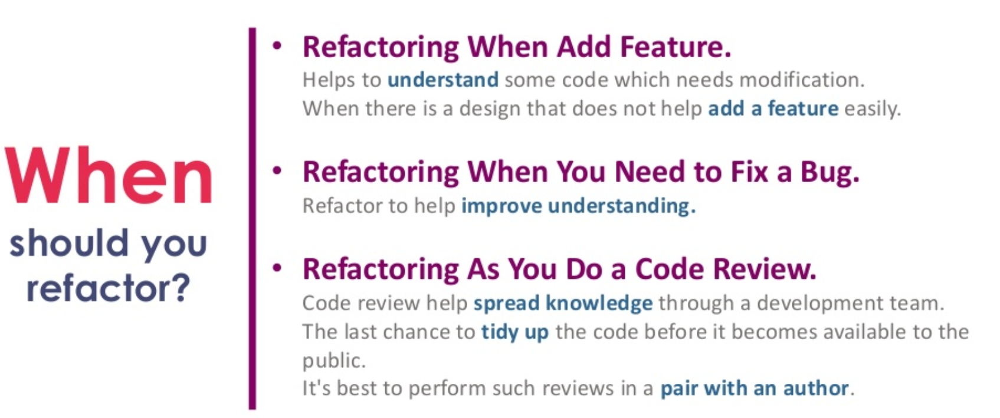 When
should you
refactor?
• Refactoring When Add Feature.
Helps to understand some code which needs modification.
When there is a design that does not help add a feature easily.
• Refactoring When You Need to Fix a Bug.
Refactor to help improve understanding.
• Refactoring As You Do a Code Review.
Code review help spread knowledge through a development team.
The last chance to tidy up the code before it becomes available to the
public.
It's best to perform such reviews in a pair with an author.